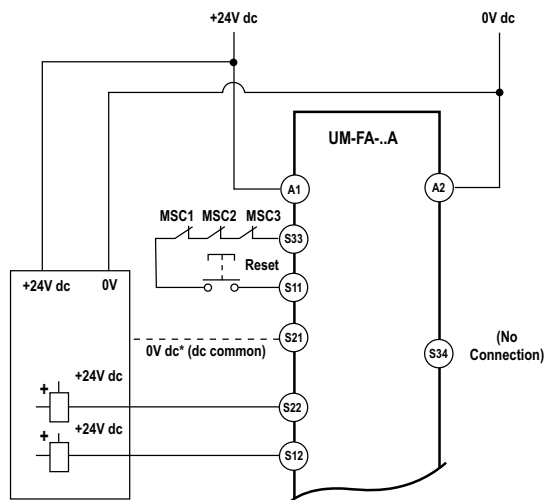 +24V dc
0V dc
UM-FA-..A
A1
A2
MSC1 MSC2 MSC3
S33
Reset
S11
+24V dc
0V
S21
0V dc* (dc common)
S34
(No
Connection)
+24V dc
+
S22
+24V dc
+
S12